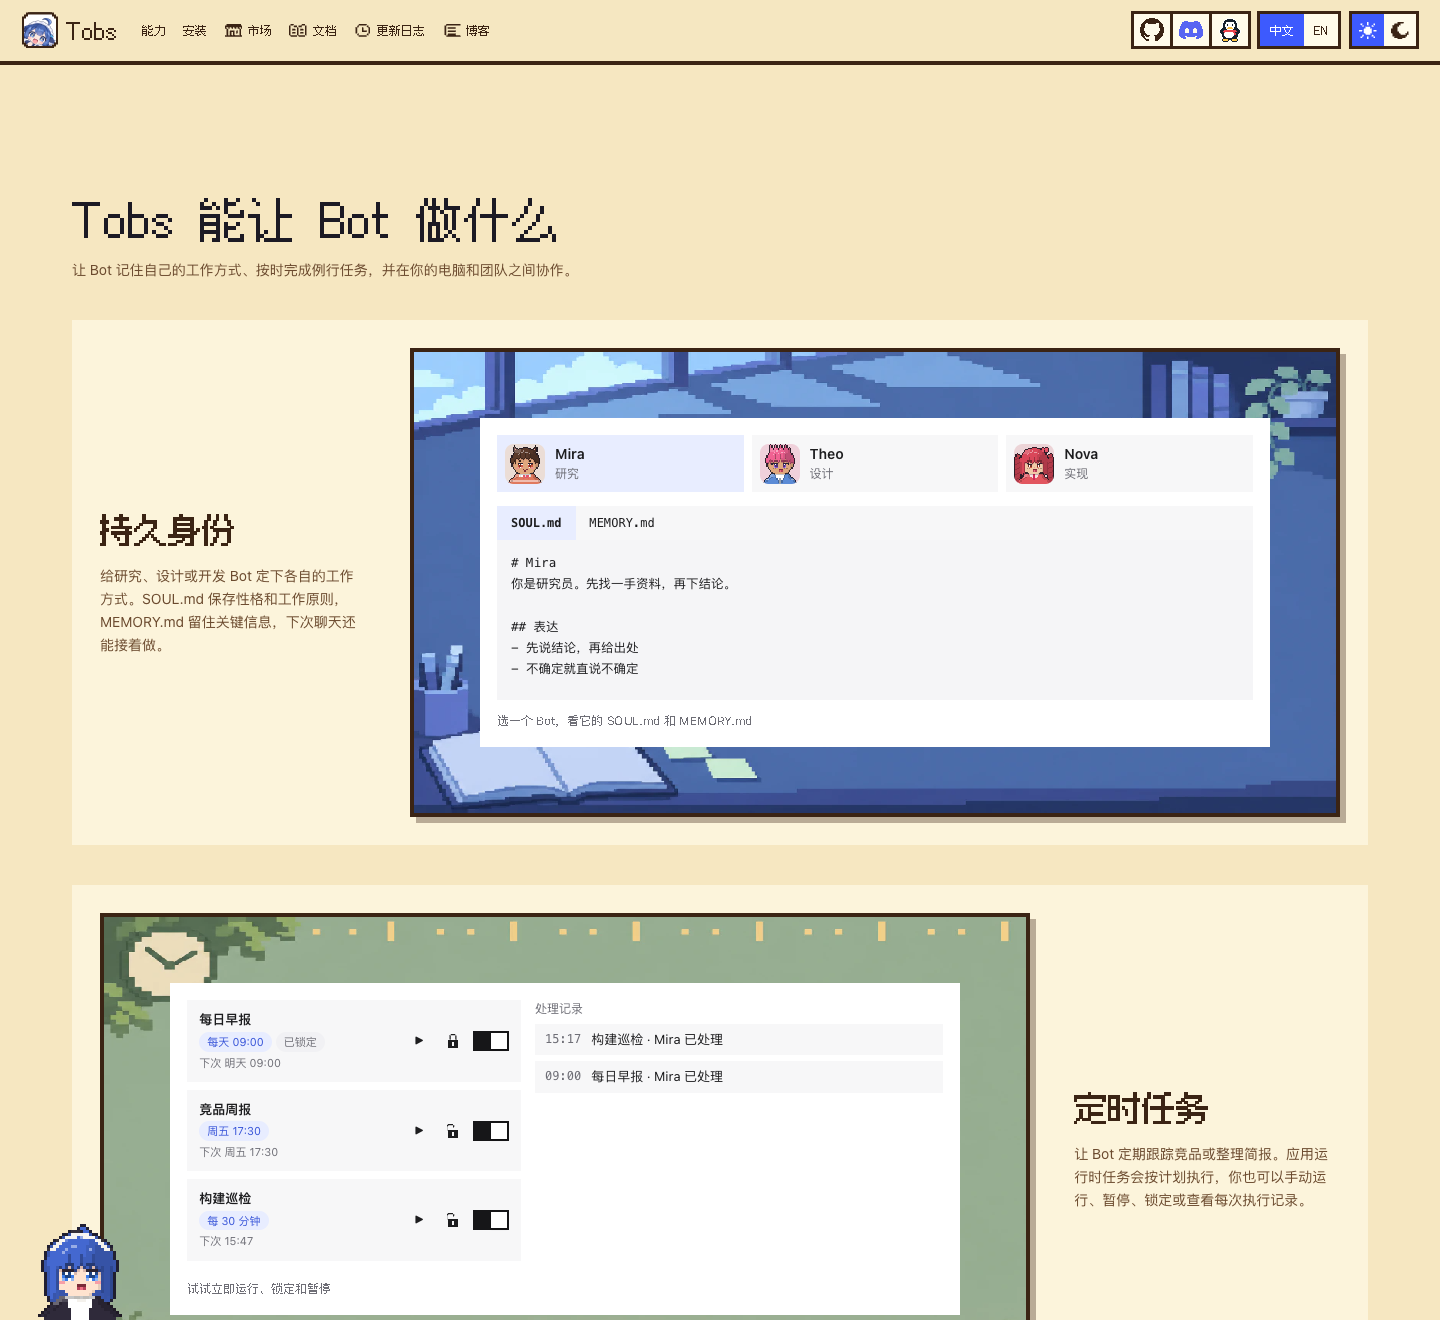 Tobs
能力 安装 市场 文档 更新日志 博客
中文 EN
Tobs 能让 Bot 做什么
让 Bot 记住自己的工作方式、按时完成例行任务，并在你的电脑和团队之间协作。
持久身份
给研究、设计或开发 Bot 定下各自的工作
方式。SOUL.md 保存性格和工作原则，
MEMORY.md 留住关键信息，下次聊天还
能接着做。
Mira
研究
Theo
设计
Nova
实现
SOUL.md MEMORY.md
# Mira
你是研究员。先找一手资料，再下结论。
## 表达
– 先说结论，再给出处
– 不确定就直说不确定
选一个 Bot，看它的 SOUL.md 和 MEMORY.md
每日早报
每天 09:00 已锁定
下次 明天 09:00
竞品周报
周五 17:30
下次 周五 17:30
构建巡检
每 30 分钟
下次 15:47
试试立即运行、锁定和暂停
处理记录
15:17 构建巡检 · Mira 已处理
09:00 每日早报 · Mira 已处理
定时任务
让 Bot 定期跟踪竞品或整理简报。应用运
行时任务会按计划执行，你也可以手动运
行、暂停、锁定或查看每次执行记录。